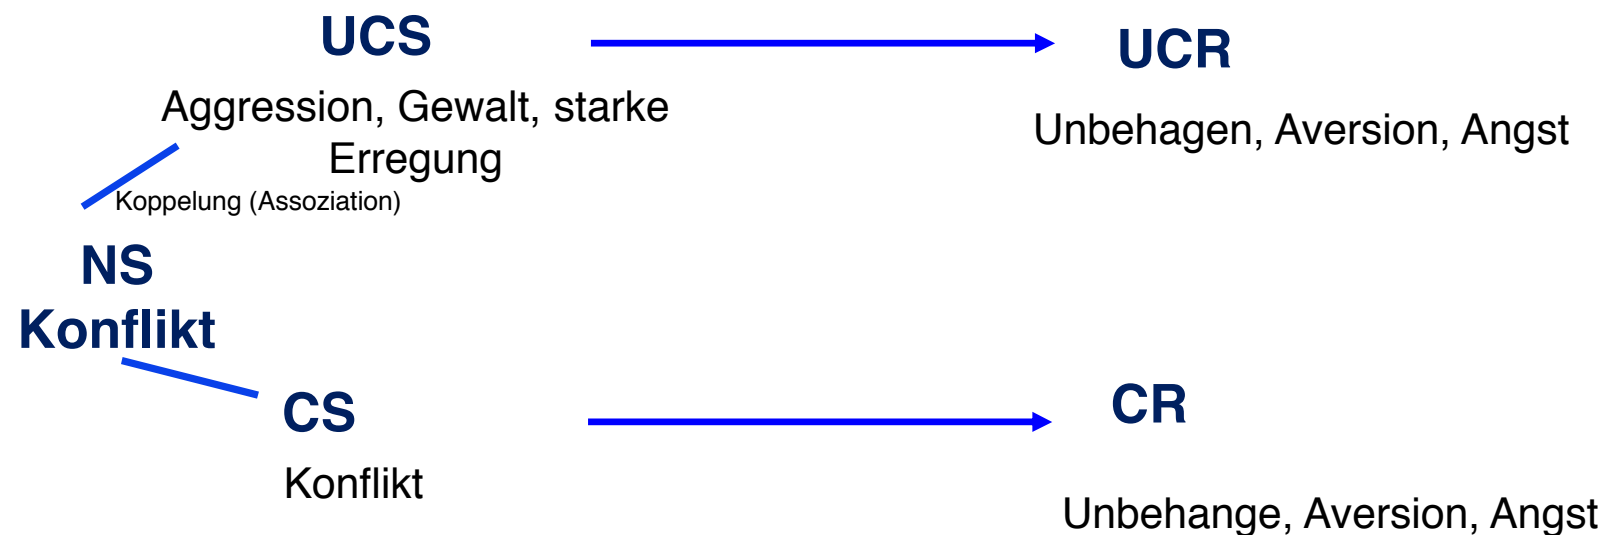 UCS
UCR
Aggression, Gewalt, starke
Erregung
Unbehagen, Aversion, Angst
Koppelung (Assoziation)
NS
Konflikt
CS
CR
Konflikt
Unbehange, Aversion, Angst